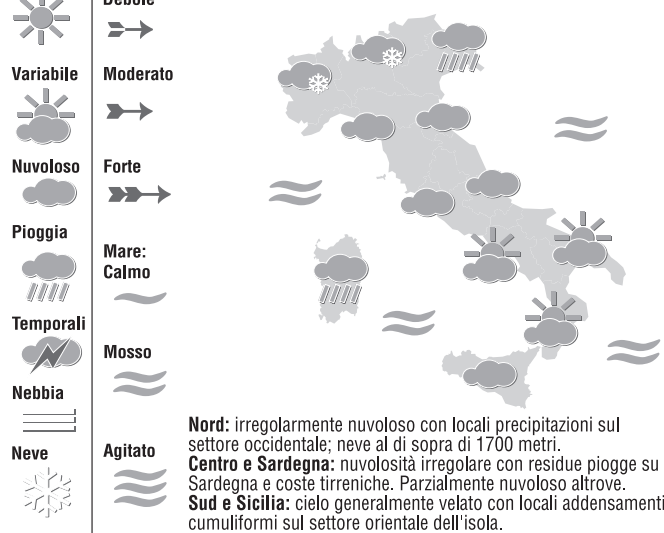 Debole
Variabile
Moderato
Nuvoloso
Forte
Pioggia
Mare:
Calmo
Temporali
Mosso
Nebbia
Neve
Agitato
Nord: irregolarmente nuvoloso con locali precipitazioni sul
settore occidentale; neve al di sopra di 1700 metri.
Centro e Sardegna: nuvolosità irregolare con residue piogge su
Sardegna e coste tirreniche. Parzialmente nuvoloso altrove.
Sud e Sicilia: cielo generalmente velato con locali addensamenti
cumuliformi sul settore orientale dell'isola.